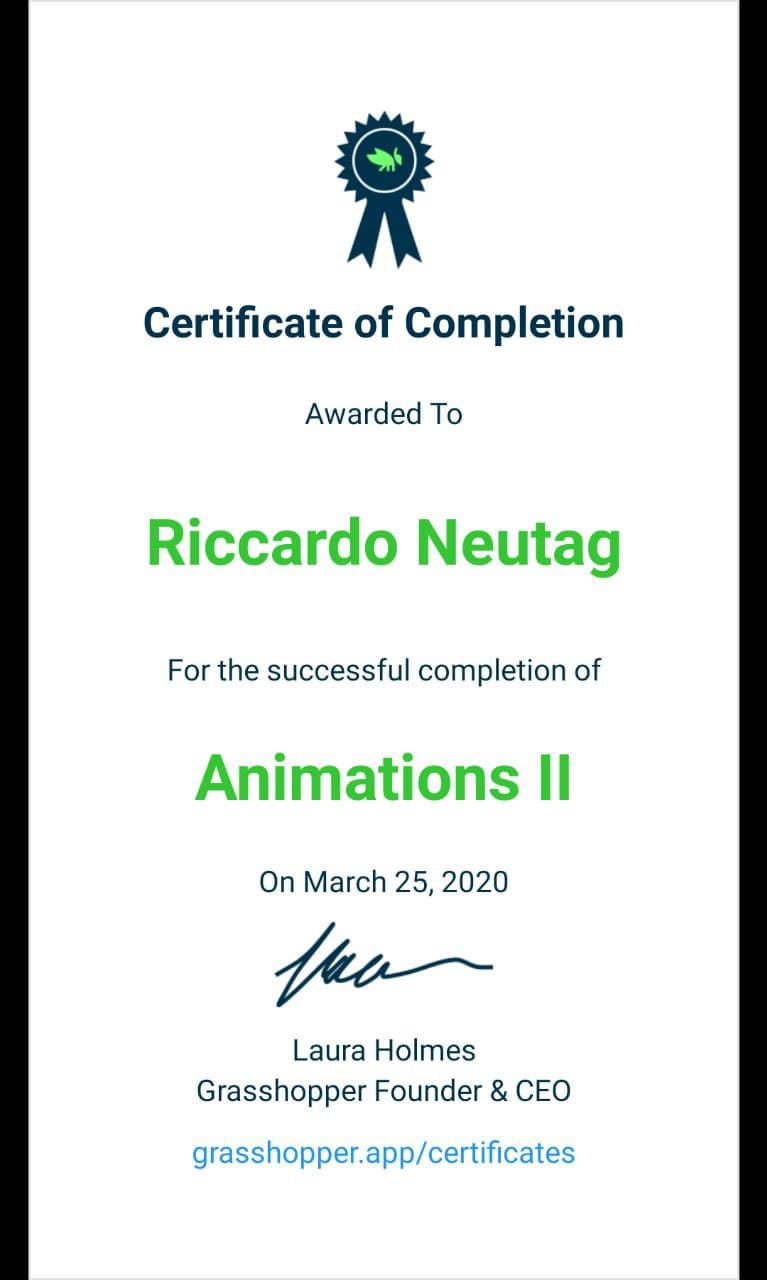 Certificate of Completion
Awarded To
Riccardo Neutag
For the successful completion of
Animations II
On March 25, 2020
Laura Holmes
Grasshopper Founder & CEO
grasshopper.app/certificates